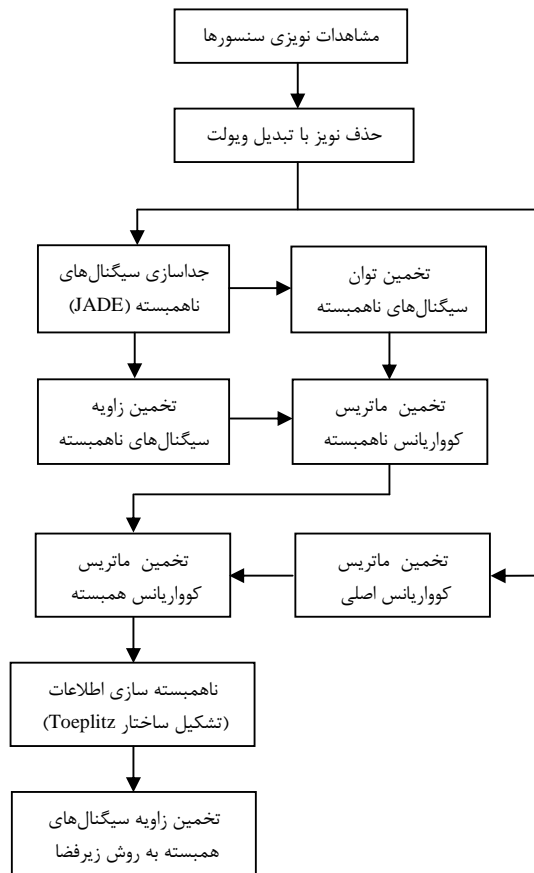 مشاهدات نویزی سنسورها
حذف نویز با تبدیل ویولت
جداسازی سیگنال‌های
ناهمبسته (JADE)
تخمین توان
سیگنال‌های ناهمبسته
تخمین زاویه
سیگنال‌های ناهمبسته
تخمین ماتریس
کوواریانس ناهمبسته
تخمین ماتریس
کوواریانس همبسته
تخمین ماتریس
کوواریانس اصلی
ناهمبسته سازی اطلاعات
(تشکیل ساختار Toeplitz)
تخمین زاویه سیگنال‌های
همبسته به روش زیرفضا